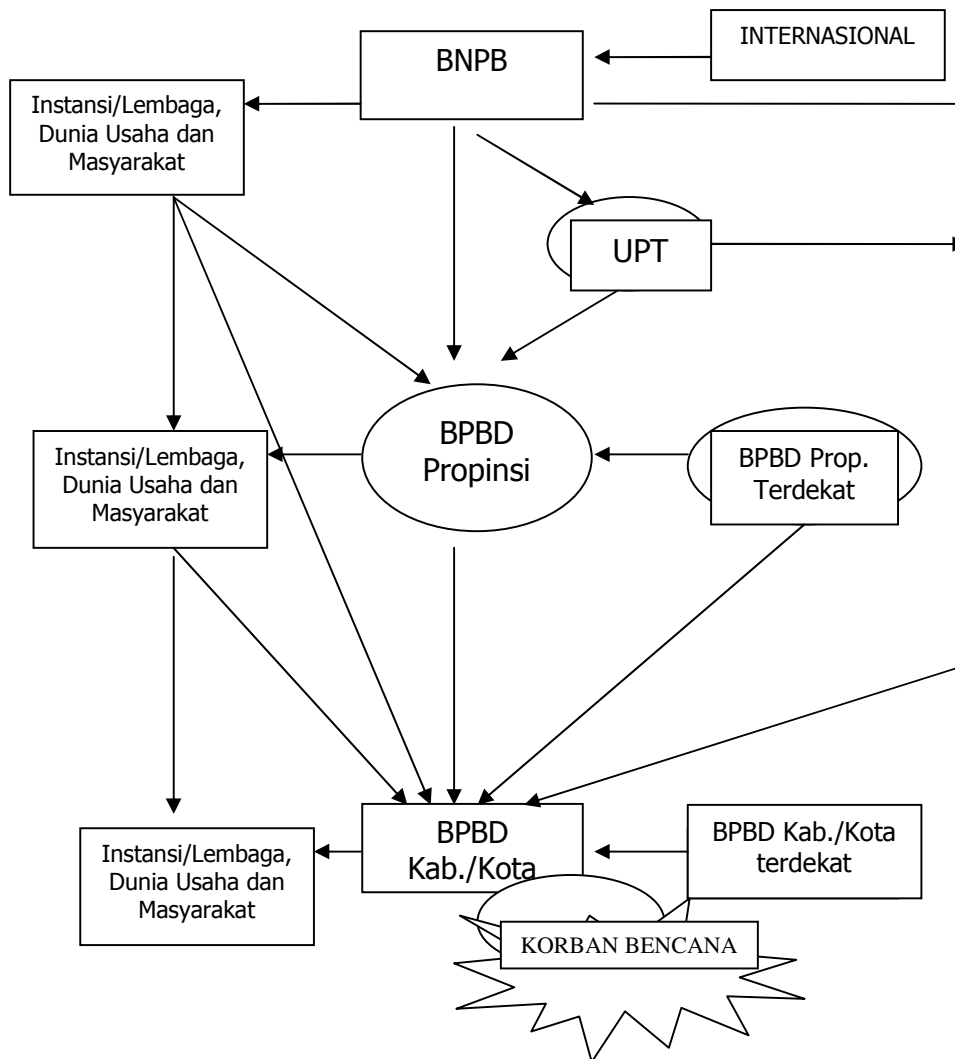 INTERNASIONAL
BNPB
Instansi/Lembaga,
Dunia Usaha dan
Masyarakat
UPT
BPBD
Propinsi
Instansi/Lembaga,
Dunia Usaha dan
Masyarakat
BPBD Prop.
Terdekat
BPBD
Kab./Kota
BPBD Kab./Kota
terdekat
Instansi/Lembaga,
Dunia Usaha dan
Masyarakat
KORBAN BENCANA